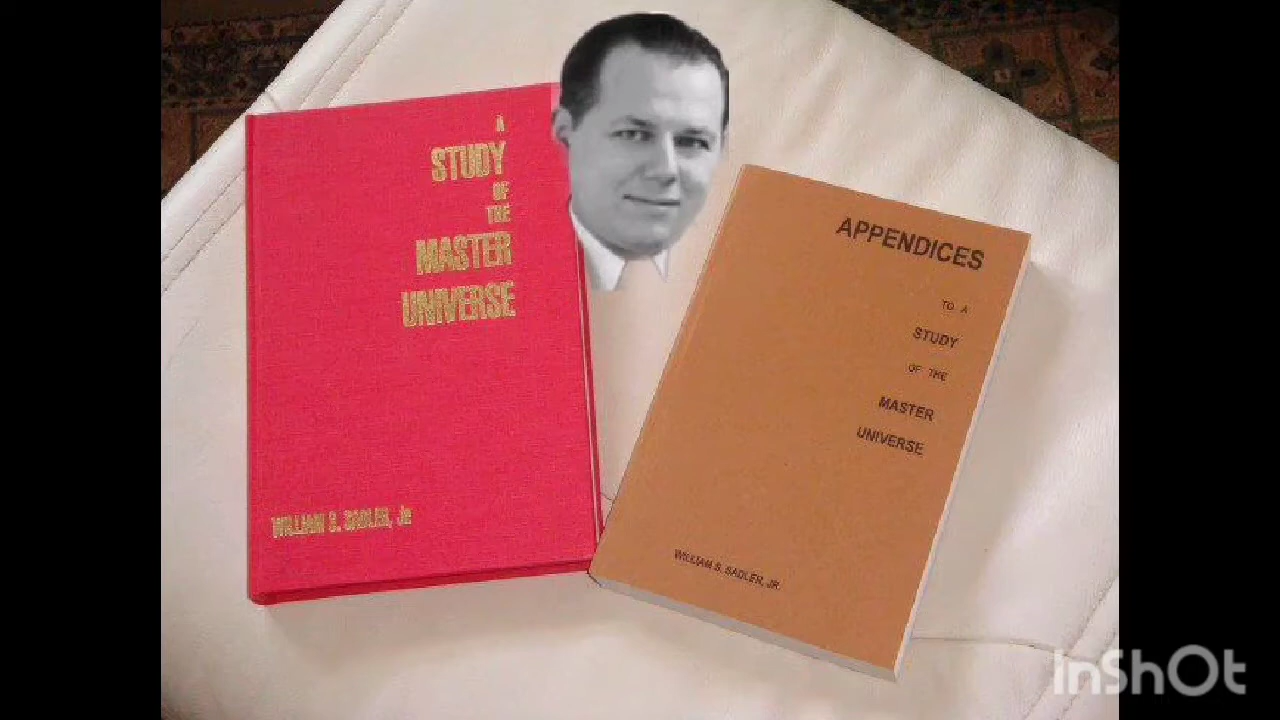 A
STUDY
OF
THE
MASTER
UNIVERSE
WILLIAM S. SADLER, Jr
APPENDICES
TO A
STUDY
OF THE
MASTER
UNIVERSE
WILLIAM S. SADLER, JR.
InShOt